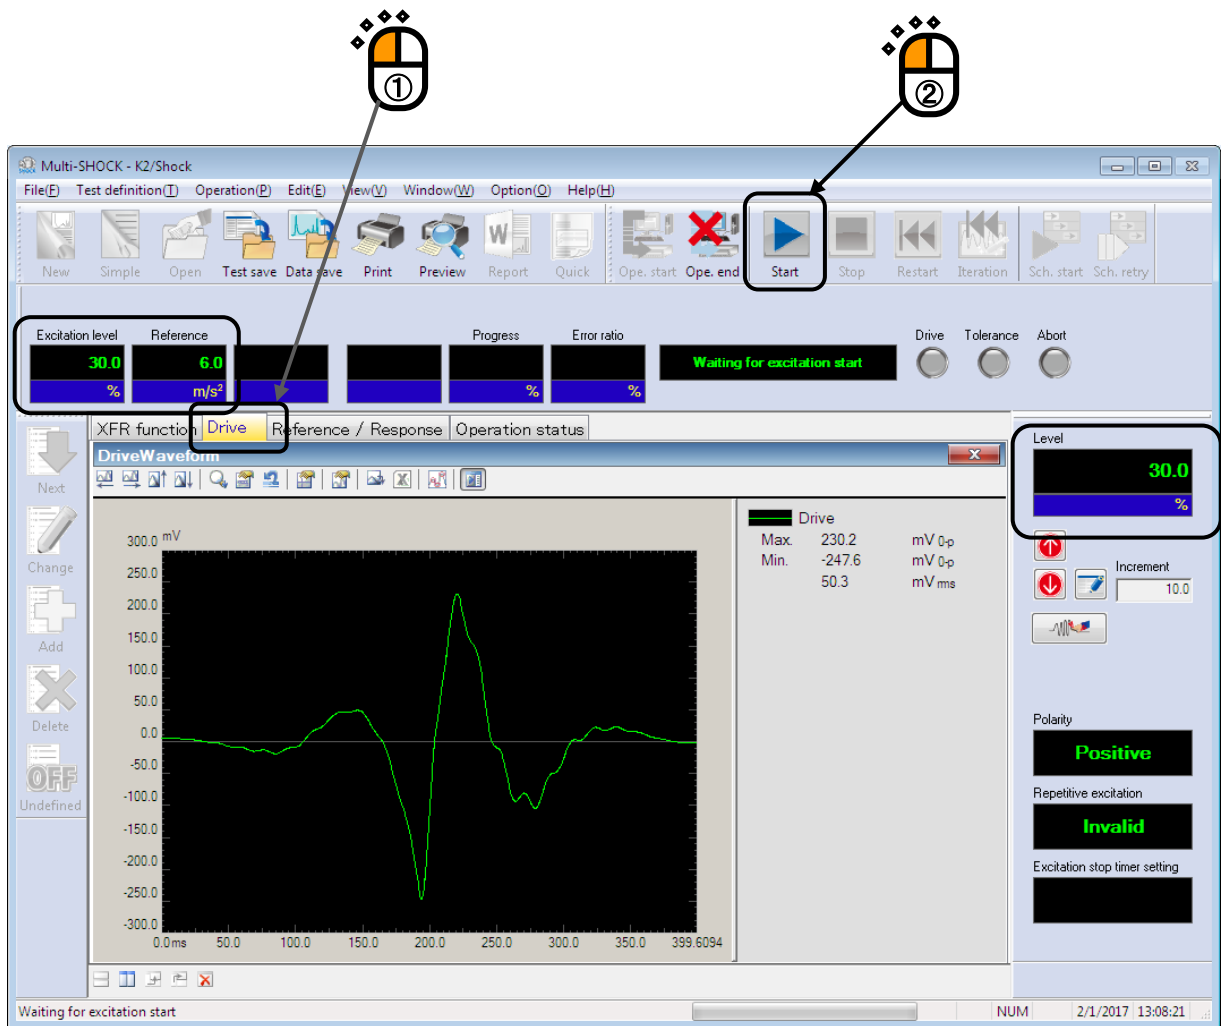 ①
②
Multi-SHOCK - K2/Shock
File(F) Test definition(T) Operation(P) Edit(E) View(V) Window(W) Option(O) Help(H)
New Simple Open Test save Data save Print Preview Report Quick Ope. start Ope. end Start Stop Restart Iteration Sch. start Sch. retry
Excitation level Reference Progress Error ratio Drive Tolerance Abort
30.0 6.0 Waiting for excitation start
% m/s² % %
XFR function Drive Reference / Response Operation status
Level
DriveWaveform
30.0
%
Next
Drive
Max. 230.2 mV 0-p
Min. -247.6 mV 0-p
50.3 mV rms
Increment
10.0
Change
Add
Delete
OFF
Undefined
mV
300.0
250.0
200.0
150.0
100.0
50.0
0.0
-50.0
-100.0
-150.0
-200.0
-250.0
-300.0
0.0ms 50.0 100.0 150.0 200.0 250.0 300.0 350.0 399.6094
Polarity
Positive
Repetitive excitation
Invalid
Excitation stop timer setting
Waiting for excitation start NUM 2/1/2017 13:08:21